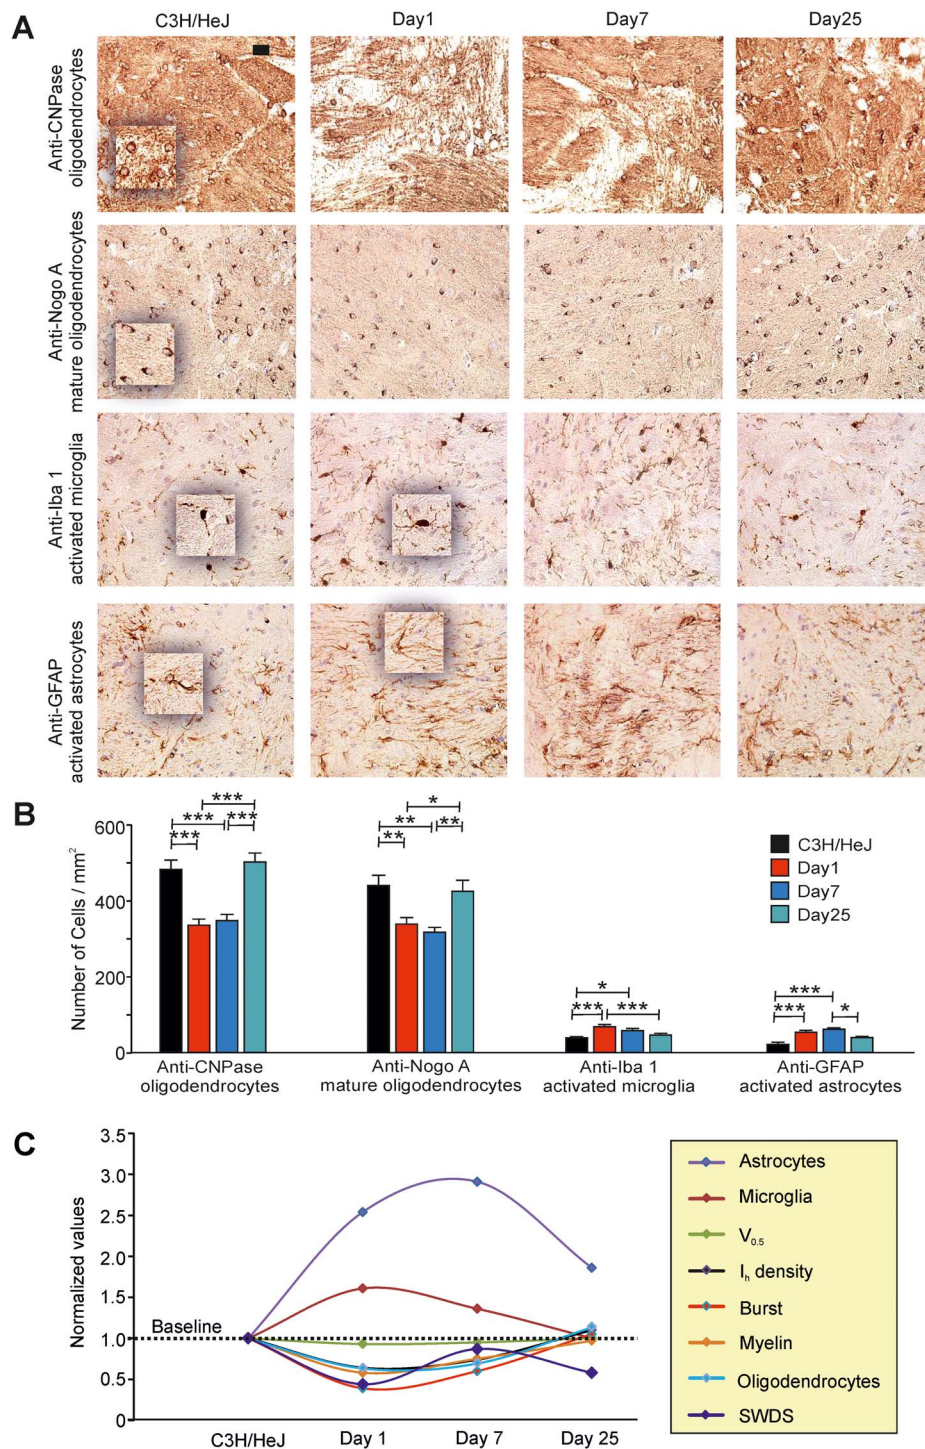 A
C3H/HeJ
Day1
Day7
Day25
Anti-CNPase
oligodendrocytes
Anti-Nogo A
mature oligodendrocytes
Anti-Iba 1
activated microglia
Anti-GFAP
activated astrocytes
B
Number of Cells / mm²
600
400
200
0
***
***
***
***
*
**
**
**
*
***
***
***
***
*
C3H/HeJ
Day1
Day7
Day25
Anti-CNPase
oligodendrocytes
Anti-Nogo A
mature oligodendrocytes
Anti-Iba 1
activated microglia
Anti-GFAP
activated astrocytes
C
Normalized values
3.5
3.0
2.5
2.0
1.5
1.0
0.5
0
Baseline
C3H/HeJ
Day 1
Day 7
Day 25
Astrocytes
Microglia
V0.5
Ih density
Burst
Myelin
Oligodendrocytes
SWDS